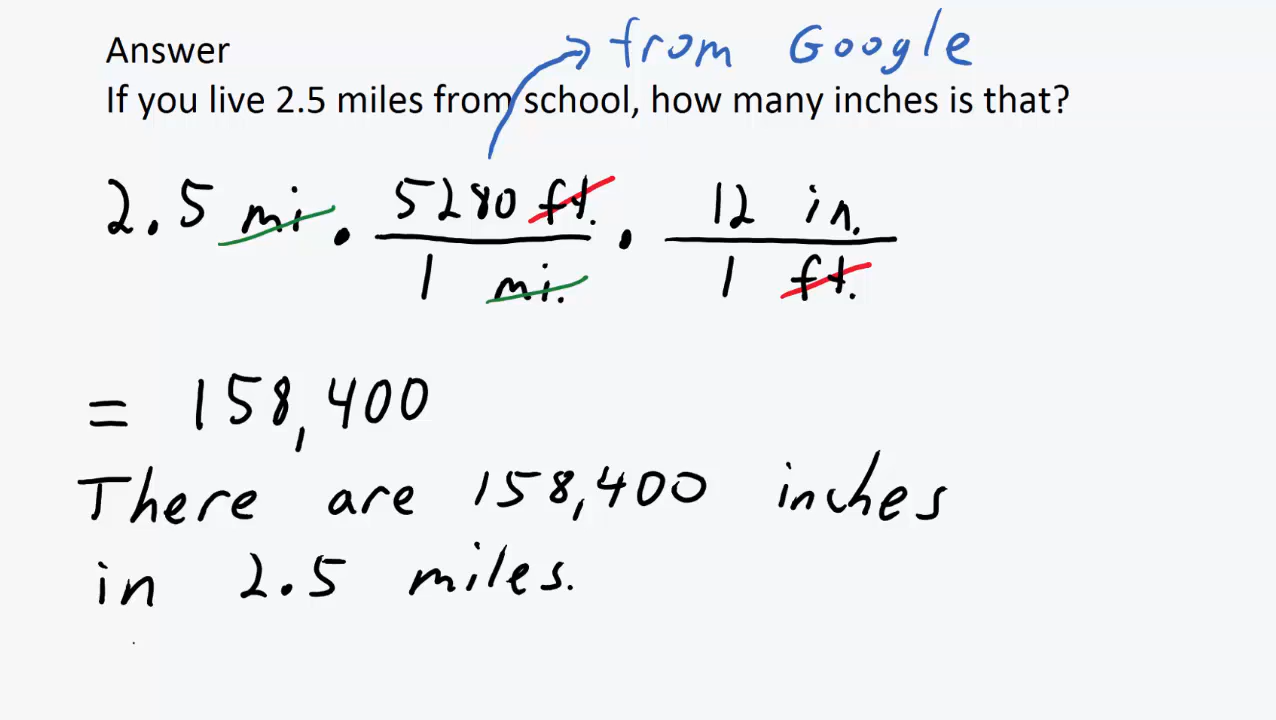 Answer
from Google
If you live 2.5 miles from school, how many inches is that?
2.5 mi. · 5280 ft. / 1 mi. · 12 in. / 1 ft.
= 158,400
There are 158,400 inches
in 2.5 miles.